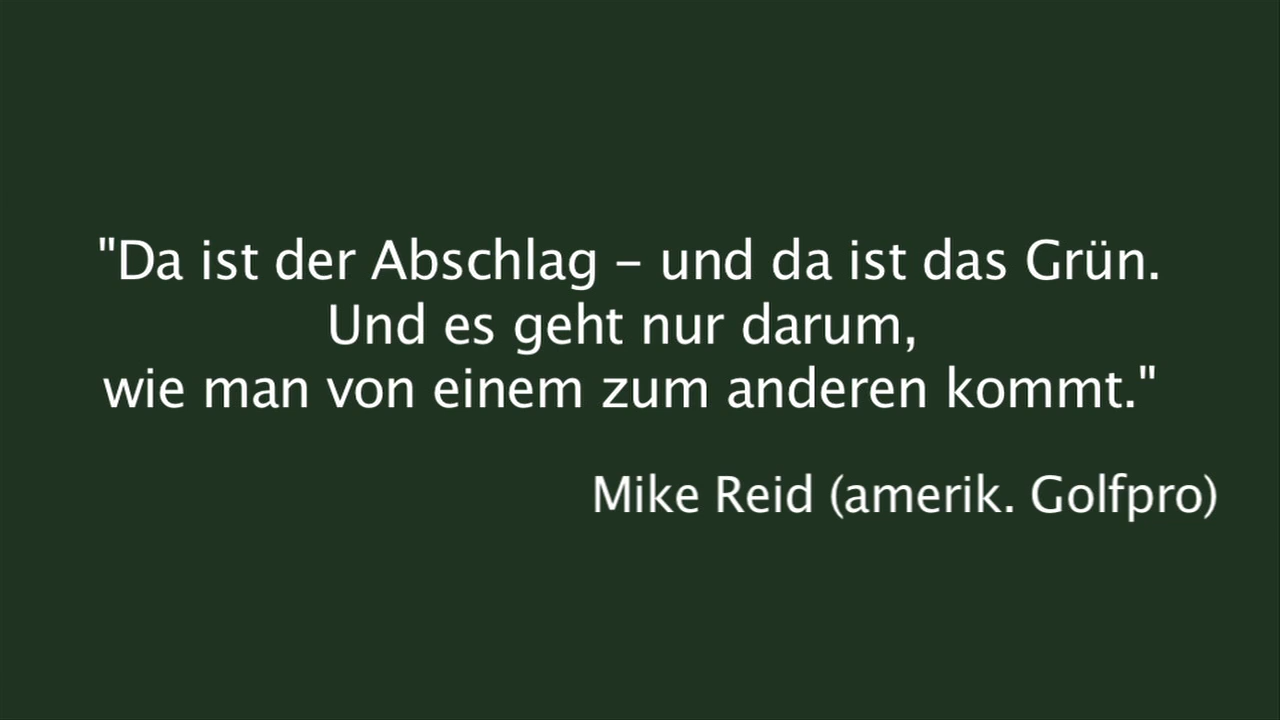 "Da ist der Abschlag – und da ist das Grün.
Und es geht nur darum,
wie man von einem zum anderen kommt."
Mike Reid (amerik. Golfpro)